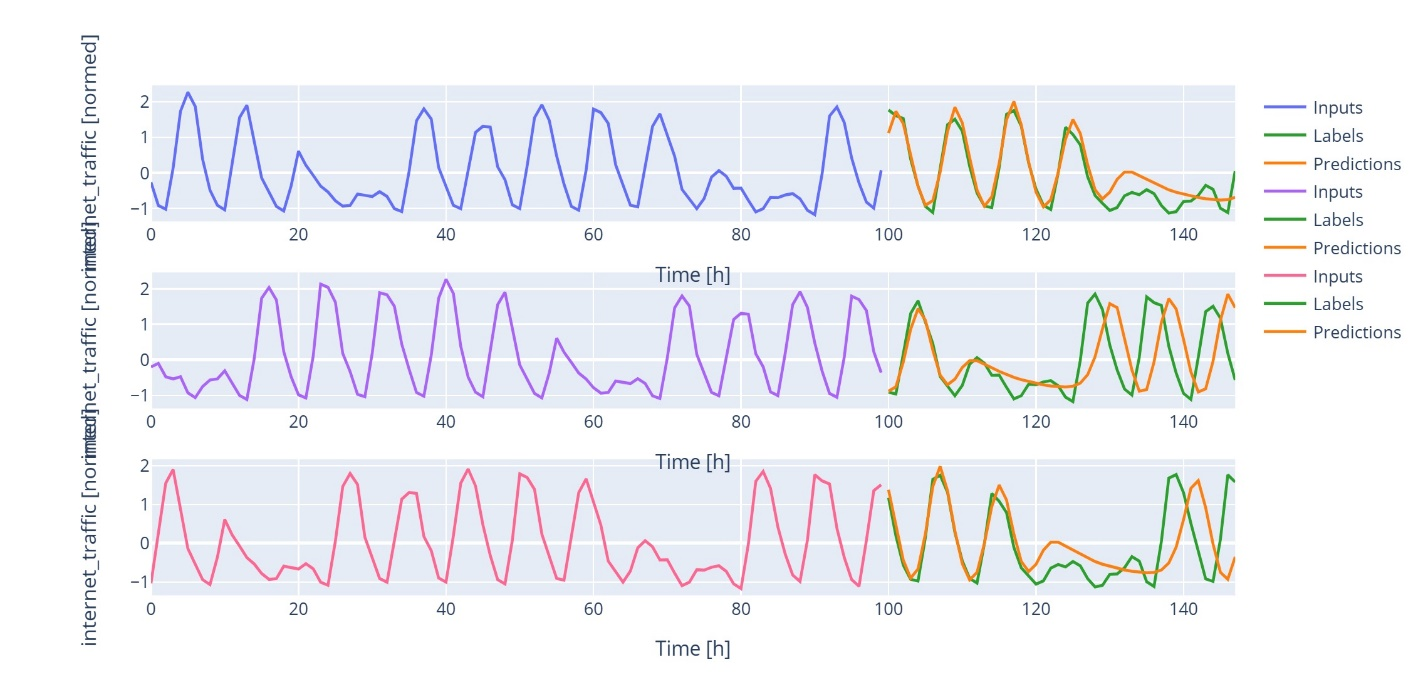 internet_traffic [normed]
2
1
0
−1
0
20
40
60
80
100
120
140
Time [h]
internet_traffic [normed]
2
1
0
−1
0
20
40
60
80
100
120
140
Time [h]
internet_traffic [normed]
2
1
0
−1
0
20
40
60
80
100
120
140
Time [h]
Inputs
Labels
Predictions
Inputs
Labels
Predictions
Inputs
Labels
Predictions